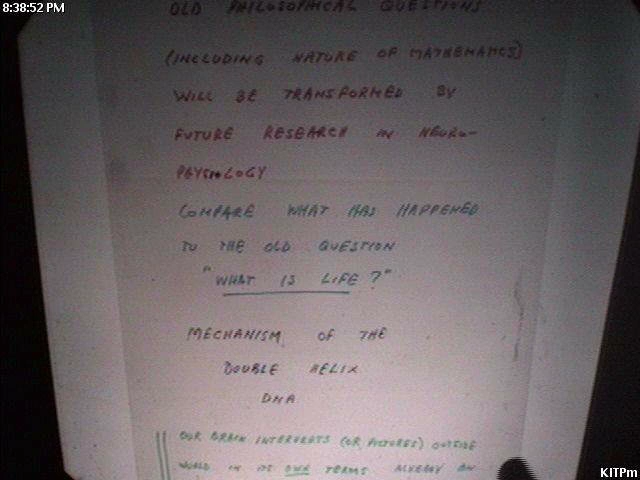 8:38:52 PM
OLD PHILOSOPHICAL QUESTIONS
(INCLUDING NATURE OF MATHEMATICS)
WILL BE TRANSFORMED BY
FUTURE RESEARCH IN NEURO-
PHYSIOLOGY
COMPARE WHAT HAS HAPPENED
TO THE OLD QUESTION
"WHAT IS LIFE?"
MECHANISM OF THE
DOUBLE HELIX
DNA
OUR BRAIN INTERPRETS (OR PICTURES) OUTSIDE
WORLD IN ITS OWN TERMS. ALREADY AN
KITPm